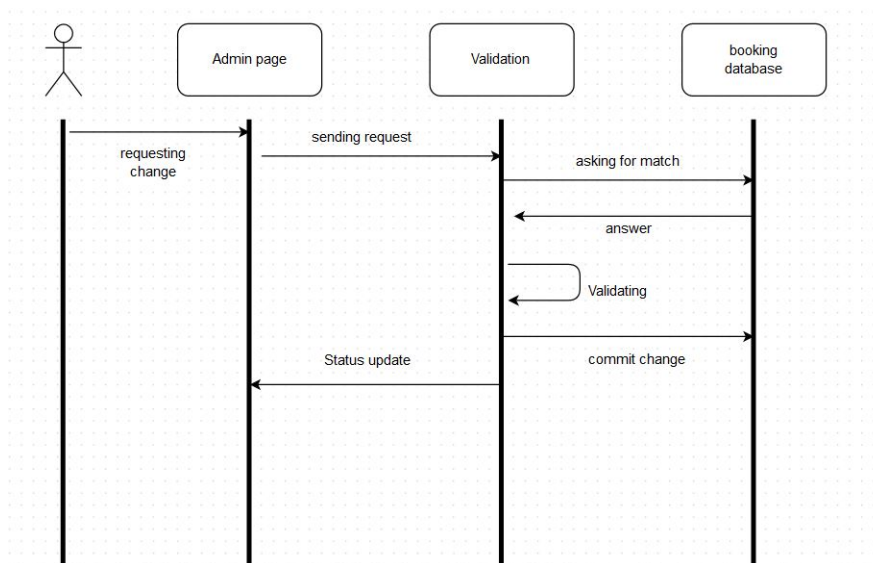 Admin page
Validation
booking
database
requesting
change
sending request
asking for match
answer
Validating
commit change
Status update